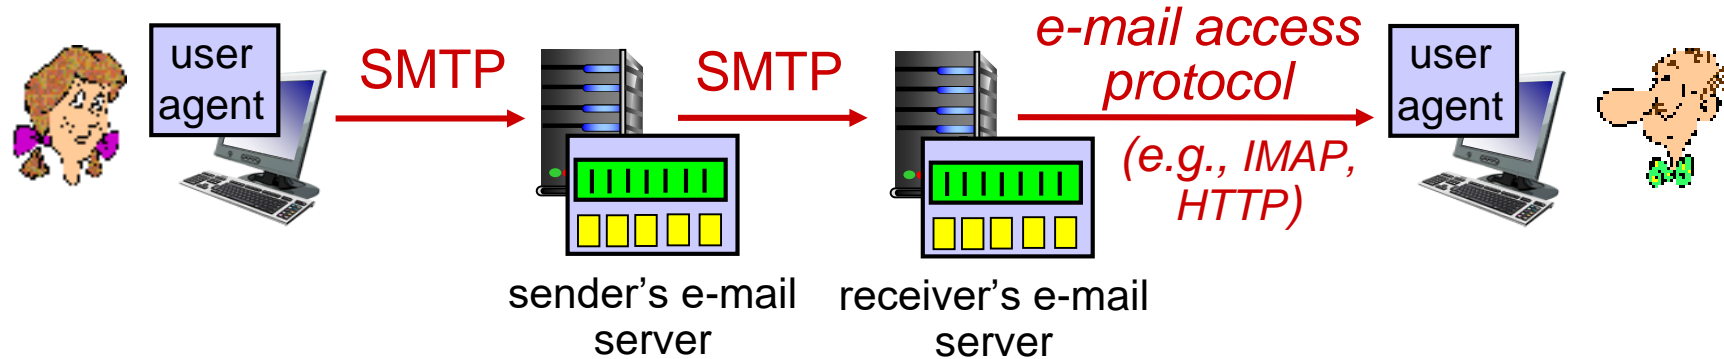 user
agent
SMTP
SMTP
e-mail access
protocol
(e.g., IMAP,
HTTP)
user
agent
sender’s e-mail
server
receiver’s e-mail
server